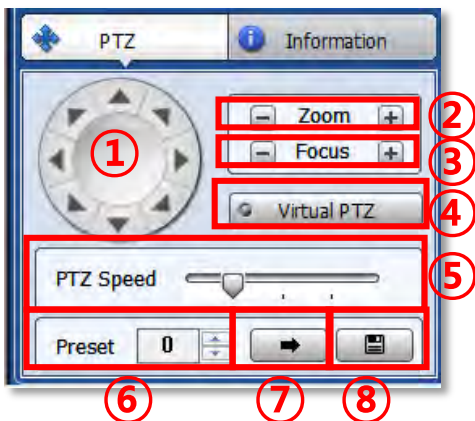 PTZ
Information
①
− Zoom +
②
− Focus +
③
Virtual PTZ
④
PTZ Speed
⑤
Preset 0
⑥
⑦
⑧